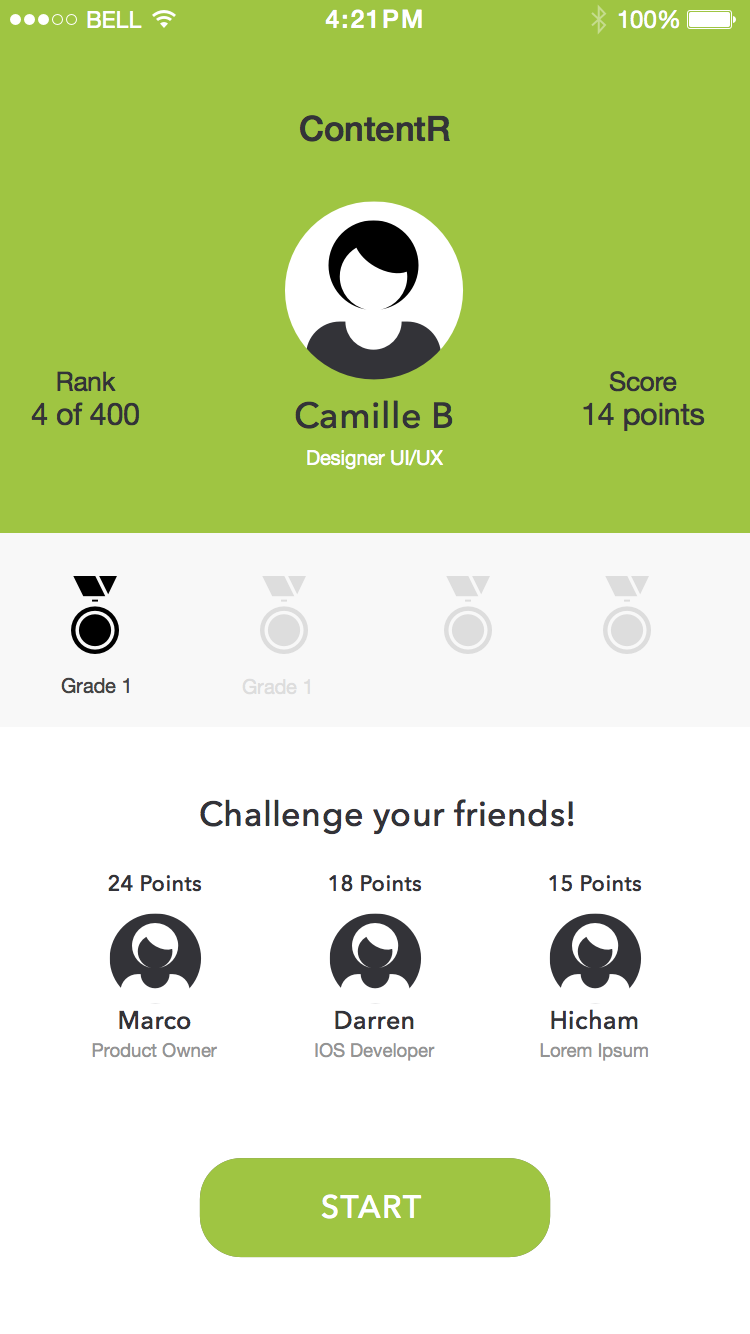 BELL 4:21PM 100%
ContentR
Rank
4 of 400
Camille B
Designer UI/UX
Score
14 points
Grade 1
Grade 1
Challenge your friends!
24 Points
18 Points
15 Points
Marco
Darren
Hicham
Product Owner
IOS Developer
Lorem Ipsum
START